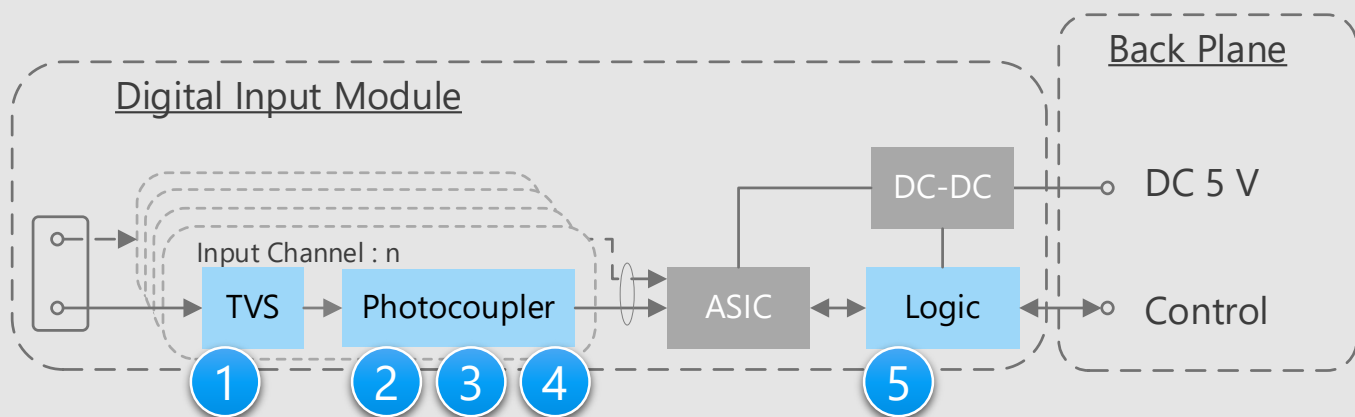 Back Plane
Digital Input Module
DC-DC
DC 5 V
Input Channel : n
TVS
Photocoupler
ASIC
Logic
Control
1
2
3
4
5